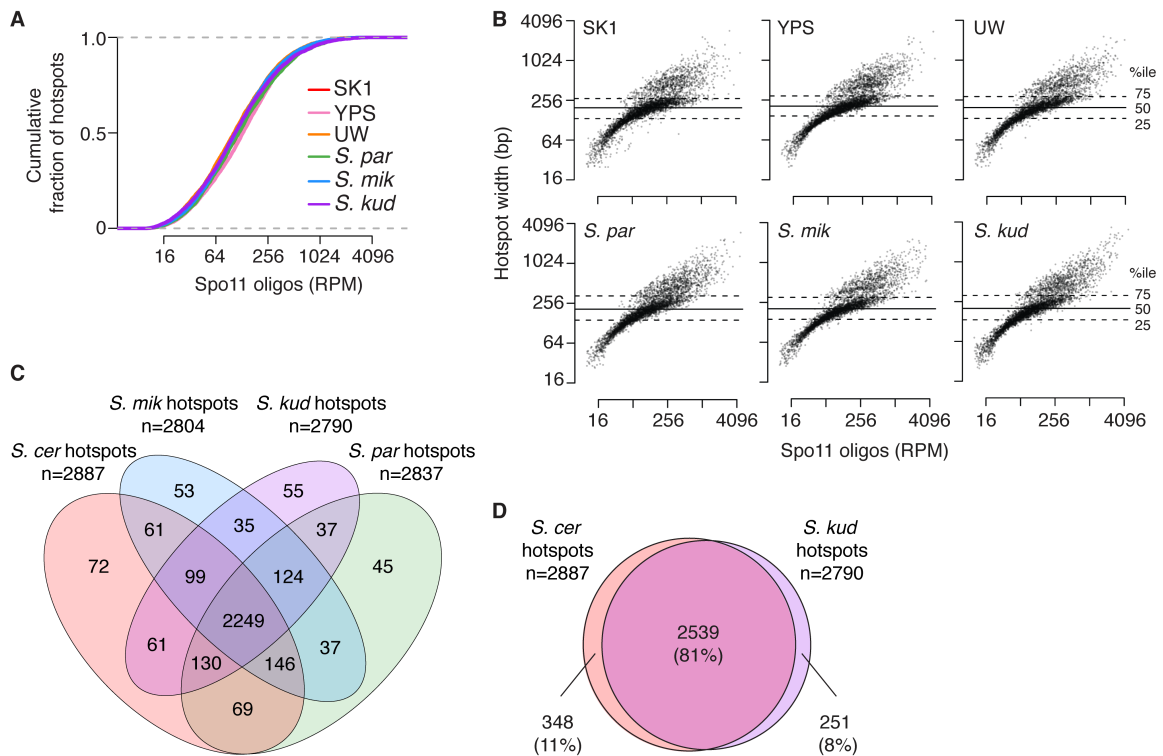 A
Cumulative
fraction of hotspots
1.0
0.5
0
SK1
YPS
UW
S. par
S. mik
S. kud
16 64 256 1024 4096
Spo11 oligos (RPM)
B
Hotspot width (bp)
4096
1024
256
64
16
SK1
YPS
UW
%ile
75
50
25
4096
1024
256
64
16
S. par
S. mik
S. kud
%ile
75
50
25
16 256 4096
16 256 4096
16 256 4096
Spo11 oligos (RPM)
C
S. mik hotspots
n=2804
S. kud hotspots
n=2790
S. cer hotspots
n=2887
S. par hotspots
n=2837
53
55
61
35
37
72
99
124
45
2249
61
130
146
37
69
D
S. cer
hotspots
n=2887
S. kud
hotspots
n=2790
2539
(81%)
348
(11%)
251
(8%)